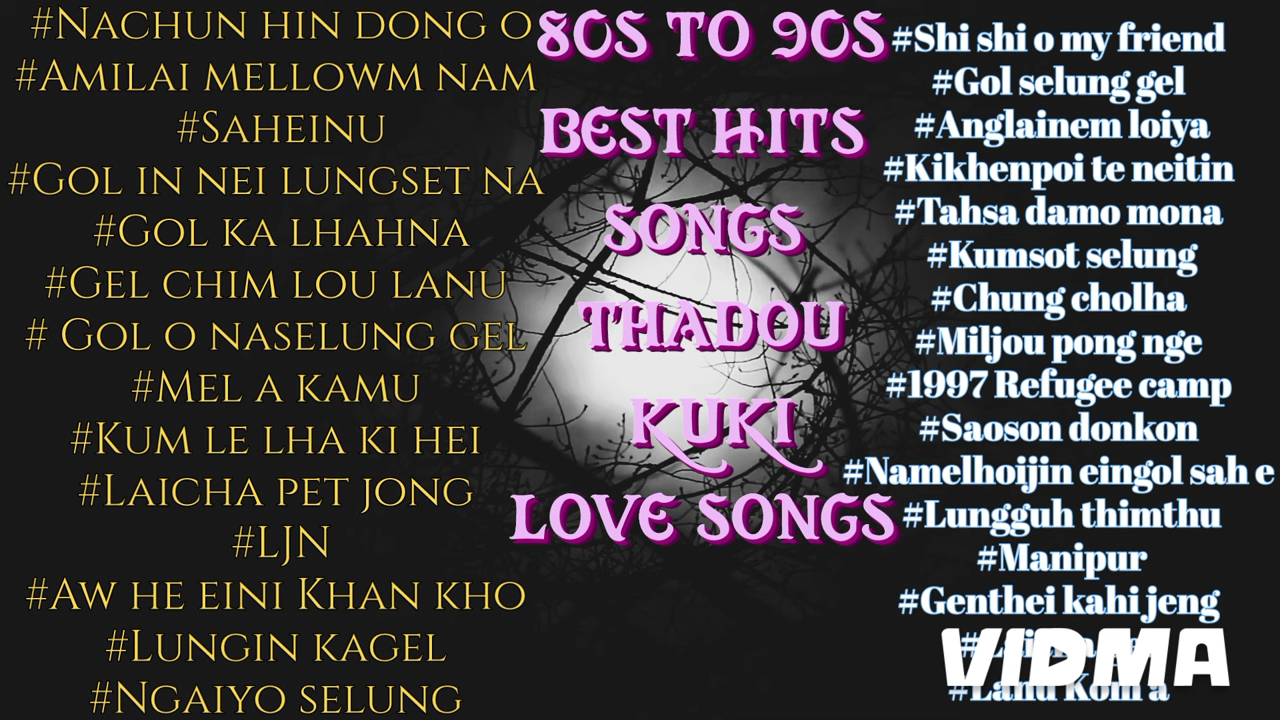 #Nachun hin dong o
#Amilai mellowm nam
#Saheinu
#Gol in nei lungset na
#Gol ka lhahna
#Gel chim lou lanu
# Gol o naselung gel
#Mel a kamu
#Kum le lha ki hei
#Laicha pet jong
#LJN
#Aw he eini Khan kho
#Lungin kagel
#Ngaiyo selung
80s to 90s
Best Hits
Songs
Thadou
Kuki
Love Songs
#Shi shi o my friend
#Gol selung gel
#Anglainem loiya
#Kikhenpoi te neitin
#Tahsa damo mona
#Kumsot selung
#Chung cholha
#Miljou pong nge
#1997 Refugee camp
#Saoson donkon
#Namelhoijin eingol sah e
#Lungguh thimthu
#Manipur
#Genthei kahi jeng
#Lanu Kom a
VIDMA